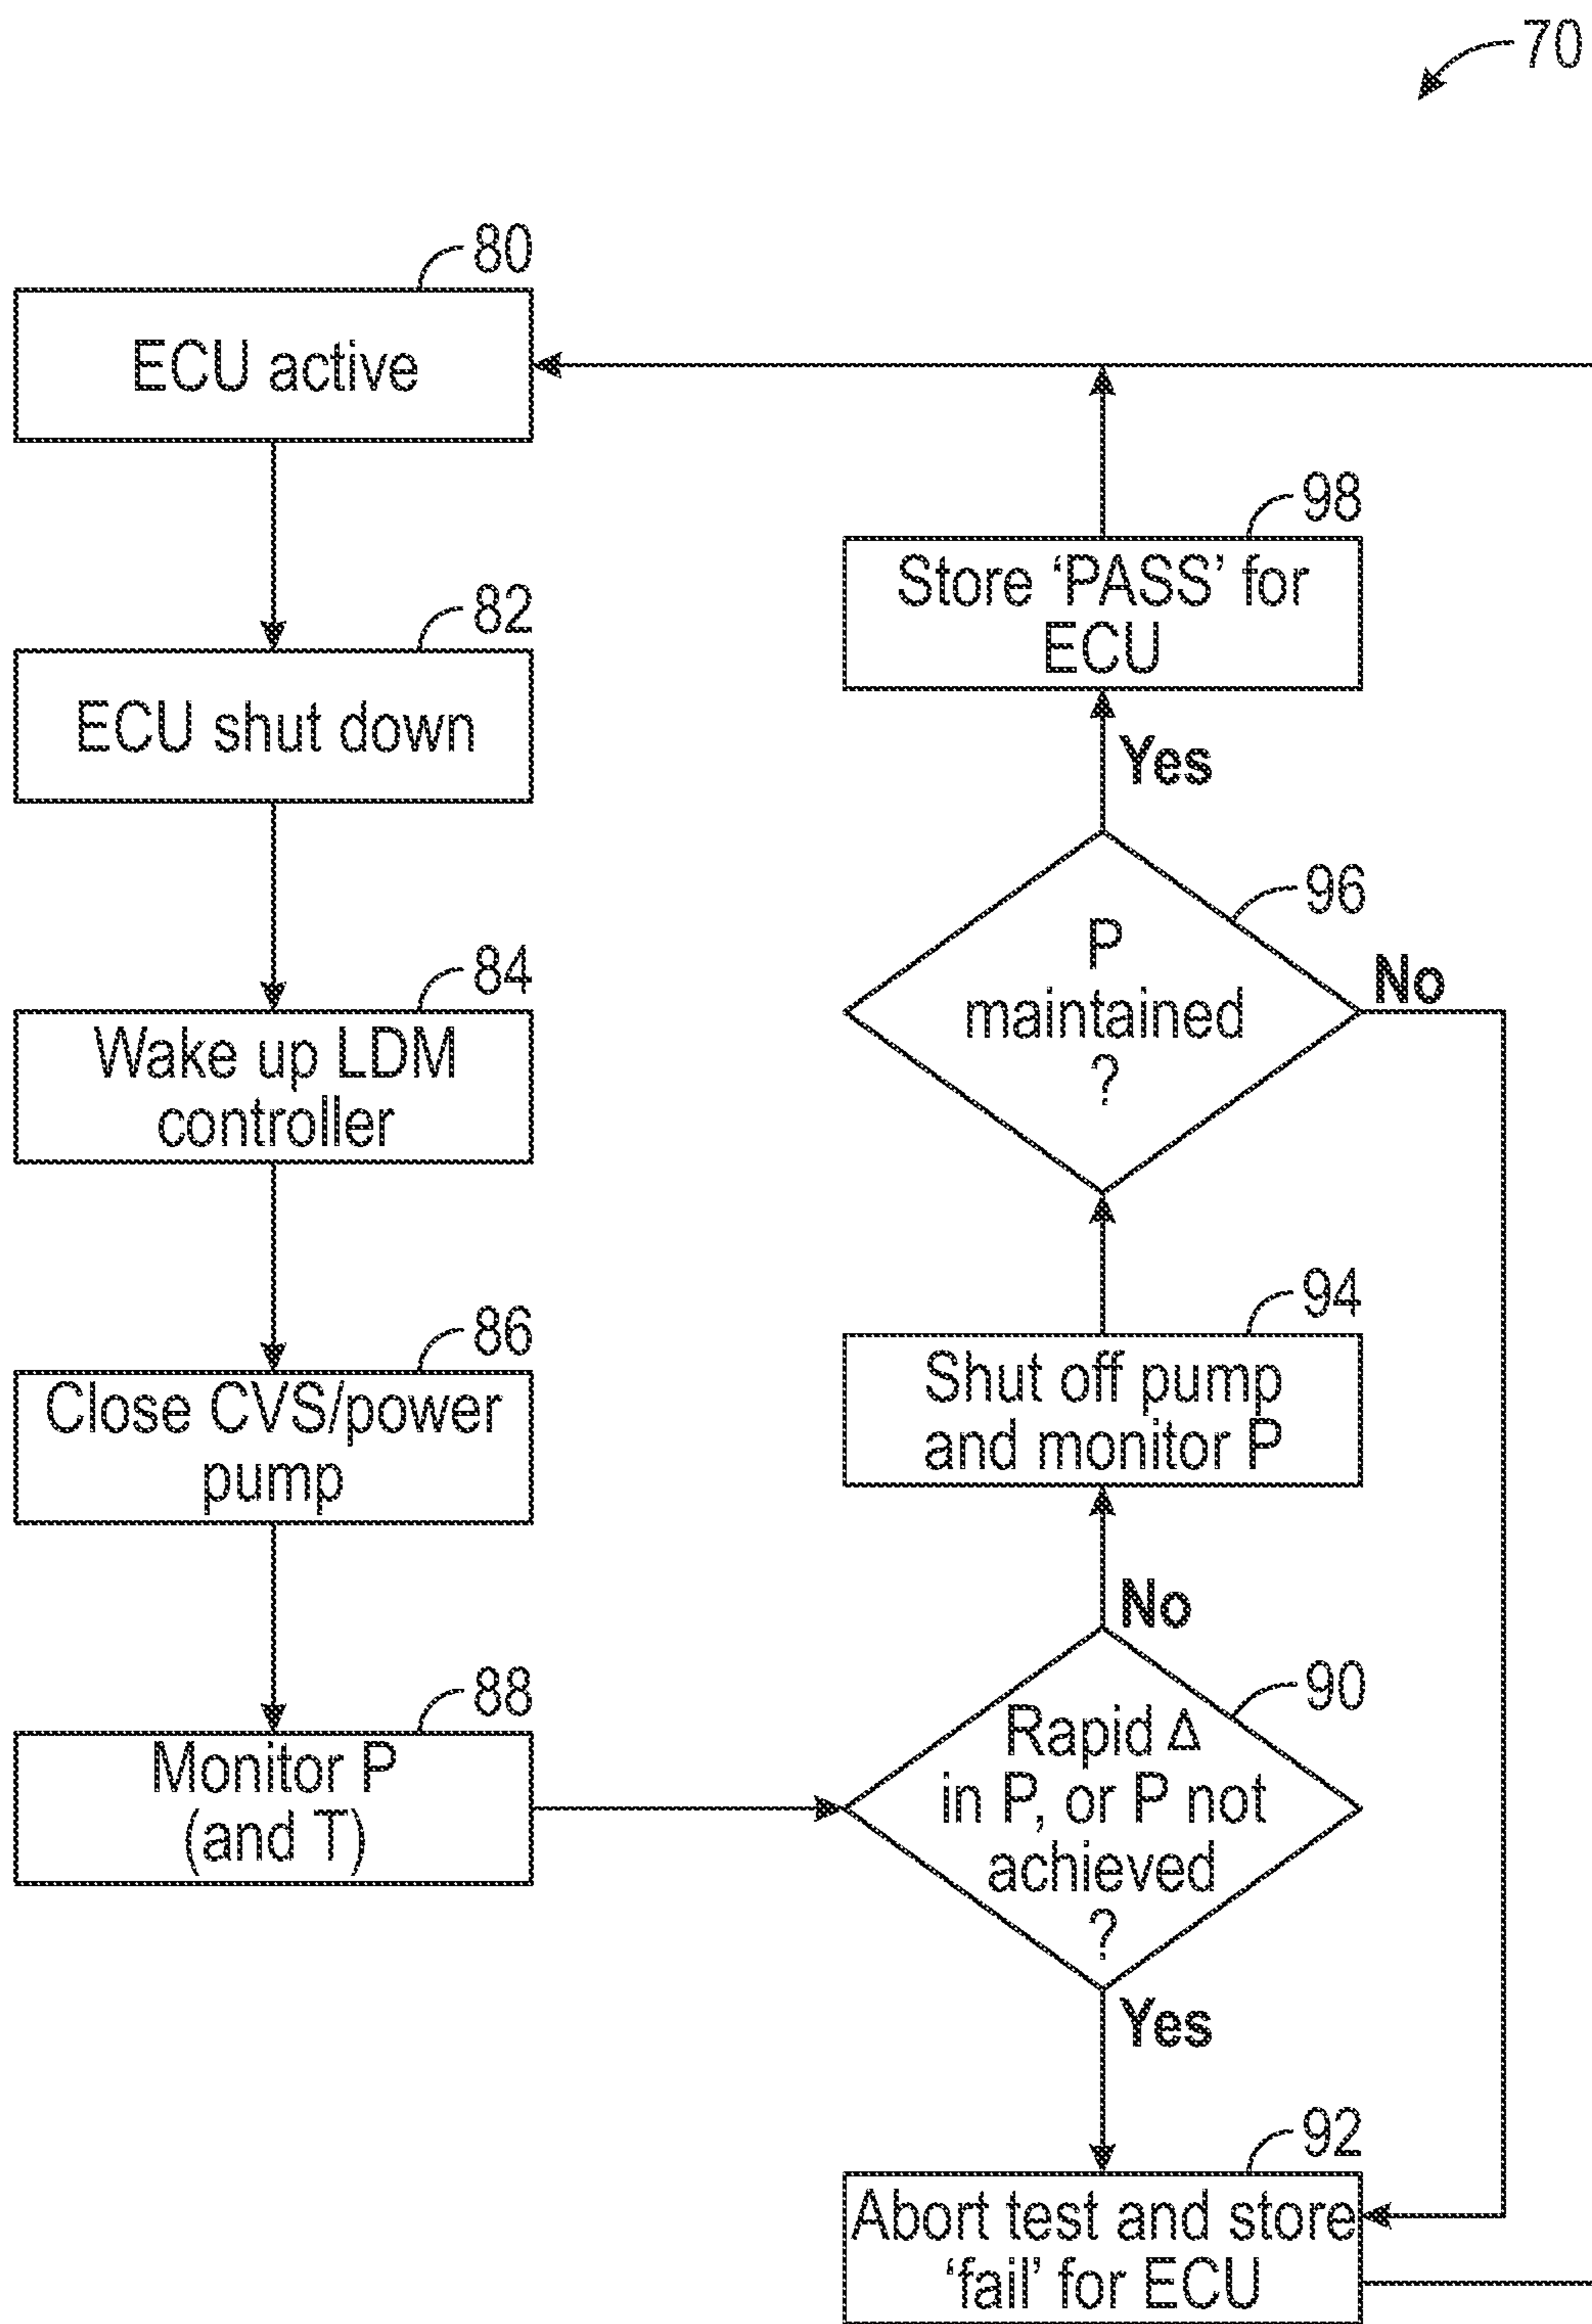 70
80
ECU active
82
ECU shut down
84
Wake up LDM
controller
86
Close CVS/power
pump
88
Monitor P
(and T)
98
Store ‘PASS’ for
ECU
Yes
96
P
maintained
?
No
94
Shut off pump
and monitor P
No
90
Rapid Δ
in P, or P not
achieved
?
Yes
92
Abort test and store
‘fail’ for ECU